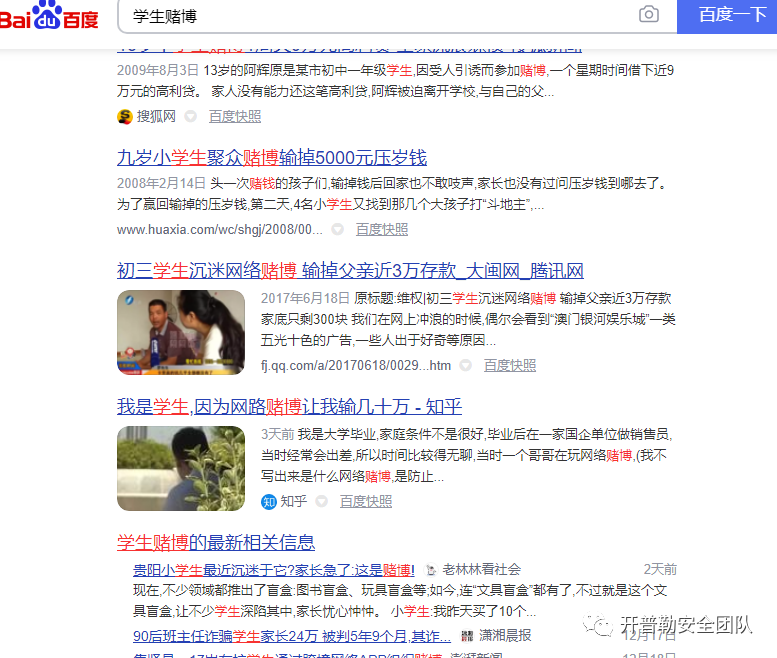 Bai du 百度
学生赌博
百度一下
2009年8月3日 13岁的阿辉原是某市初中一年级学生,因受人引诱而参加赌博,一个星期时间借下近9
万元的高利贷。 家人没有能力还这笔高利贷,阿辉被迫离开学校,与自己的父...
搜狐网 百度快照
九岁小学生聚众赌博输掉5000元压岁钱
2008年2月14日 头一次赌钱的孩子们,输掉钱后回家也不敢吱声,家长也没有过问压岁钱到哪去了。
为了赢回输掉的压岁钱,第二天,4名小学生又找到那几个大孩子打“斗地主”,...
www.huaxia.com/wc/shgj/2008/00... 百度快照
初三学生沉迷网络赌博 输掉父亲近3万存款_大闽网_腾讯网
2017年6月18日 原标题:维权|初三学生沉迷网络赌博 输掉父亲近3万存款
家底只剩300块 我们在网上冲浪的时候,偶尔会看到“澳门银河娱乐城”一类
五光十色的广告,一些人出于好奇等原因...
fj.qq.com/a/20170618/0029...htm 百度快照
我是学生,因为网路赌博让我输几十万 - 知乎
3天前 我是大学毕业,家庭条件不是很好,毕业后在一家国企单位做销售员,
当时经常会出差,所以时间比较得无聊,当时一个哥哥在玩网络赌博,(我不
写出来是什么网络赌博,是防止...
知 知乎 百度快照
学生赌博的最新相关信息
贵阳小学生最近沉迷于它?家长急了:这是赌博! 老林林看社会 2天前
现在,不少领域都推出了盲盒:图书盲盒、玩具盲盒等;如今,连“文具盲盒”都有了,不过就是这个文
具盲盒,让不少学生深陷其中,家长忧心忡忡。 小学生:我昨天买了10个...
90后班主任诈骗学生家长24万 被判5年9个月,其诈... 潇湘晨报 12月17日
开普勒安全团队